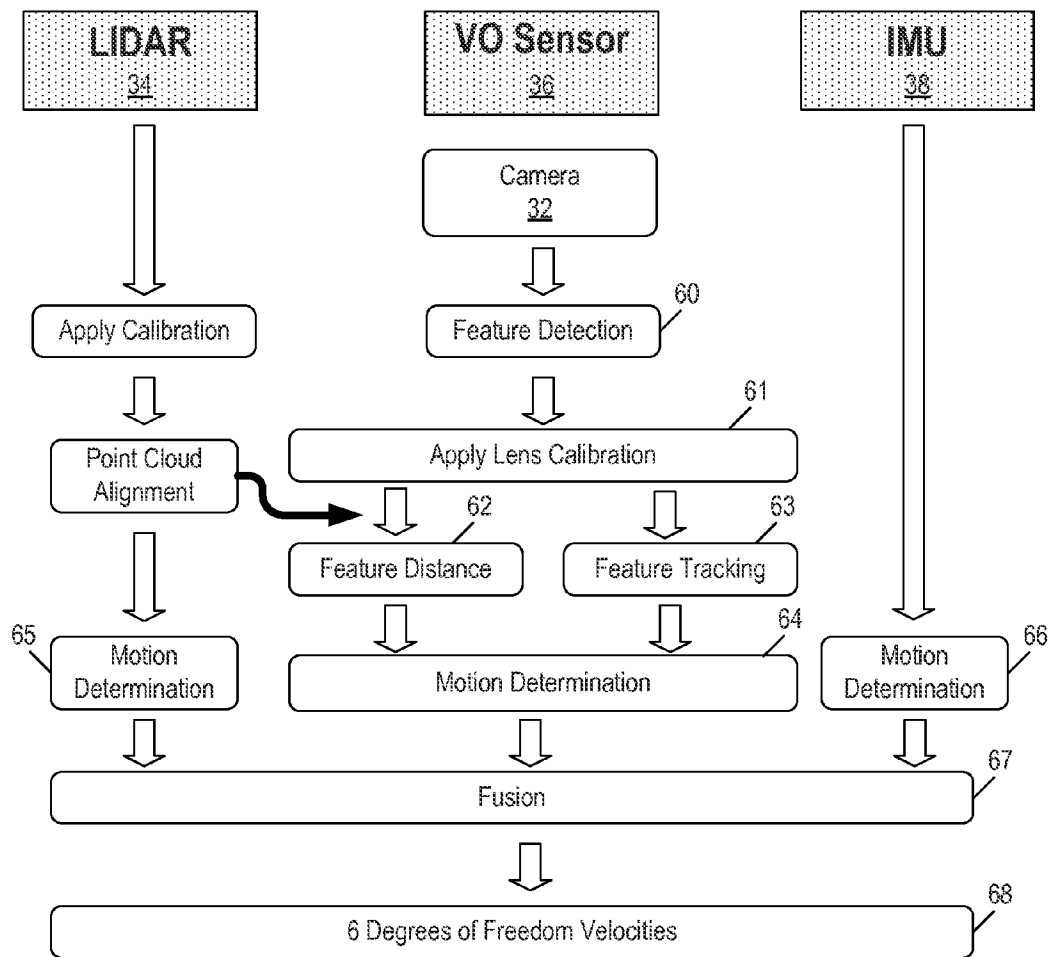 LIDAR
34
VO Sensor
36
IMU
38
Camera
32
60
Apply Calibration
Feature Detection
61
Point Cloud
Alignment
Apply Lens Calibration
62
63
Feature Distance
Feature Tracking
65
64
66
Motion
Determination
Motion Determination
Motion
Determination
67
Fusion
68
6 Degrees of Freedom Velocities